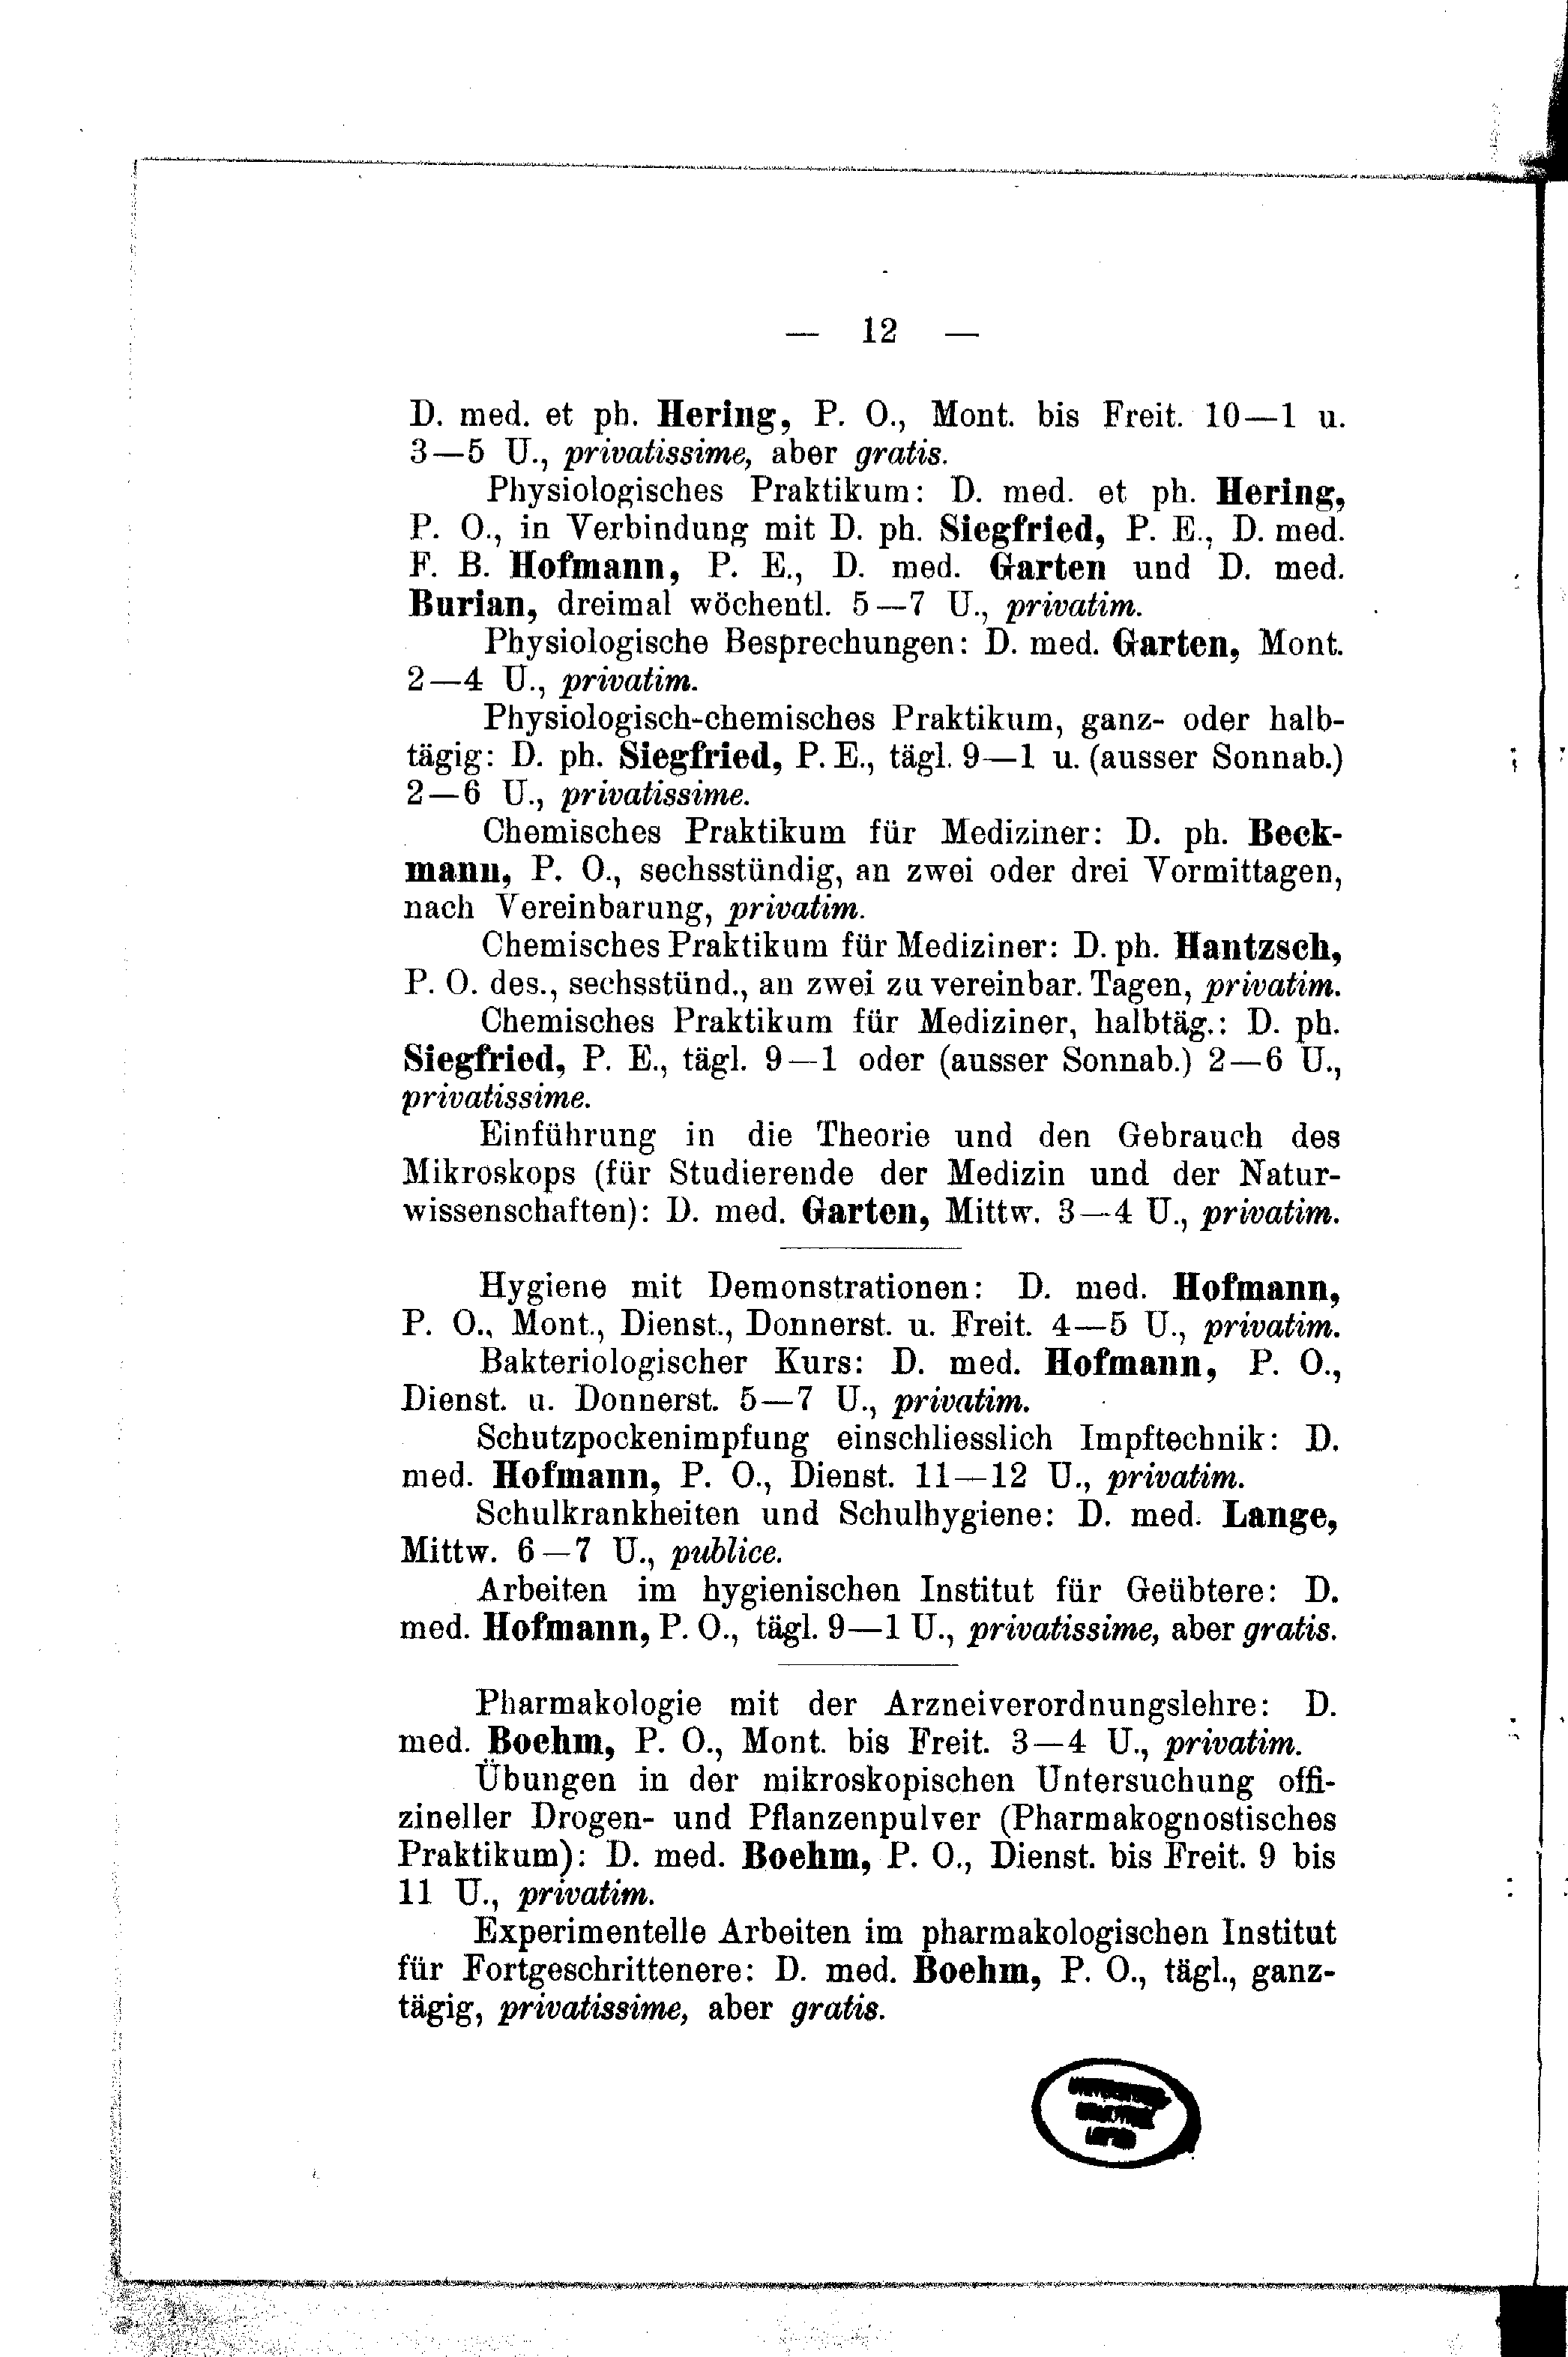 — 12 —
D. med. et ph. Hering, P. O., Mont. bis Freit. 10—1 u.
3—5 U., privatissime, aber gratis.
Physiologisches Praktikum: D. med. et ph. Hering,
P. O., in Verbindung mit D. ph. Siegfried, P. E., D. med.
F. B. Hofmann, P. E., D. med. Garten und D. med.
Burian, dreimal wöchentl. 5—7 U., privatim.
Physiologische Besprechungen: D. med. Garten, Mont.
2—4 U., privatim.
Physiologisch-chemisches Praktikum, ganz- oder halb-
tägig: D. ph. Siegfried, P. E., tägl. 9—1 u. (ausser Sonnab.)
2—6 U., privatissime.
Chemisches Praktikum für Mediziner: D. ph. Beck-
mann, P. O., sechsstündig, an zwei oder drei Vormittagen,
nach Vereinbarung, privatim.
Chemisches Praktikum für Mediziner: D. ph. Hantzsch,
P. O. des., sechsstünd., an zwei zu vereinbar. Tagen, privatim.
Chemisches Praktikum für Mediziner, halbtäg.: D. ph.
Siegfried, P. E., tägl. 9—1 oder (ausser Sonnab.) 2—6 U.,
privatissime.
Einführung in die Theorie und den Gebrauch des
Mikroskops (für Studierende der Medizin und der Natur-
wissenschaften): D. med. Garten, Mittw. 3—4 U., privatim.
Hygiene mit Demonstrationen: D. med. Hofmann,
P. O., Mont., Dienst., Donnerst. u. Freit. 4—5 U., privatim.
Bakteriologischer Kurs: D. med. Hofmann, P. O.,
Dienst. u. Donnerst. 5—7 U., privatim.
Schutzpockenimpfung einschliesslich Impftechnik: D.
med. Hofmann, P. O., Dienst. 11—12 U., privatim.
Schulkrankheiten und Schulhygiene: D. med. Lange,
Mittw. 6—7 U., publice.
Arbeiten im hygienischen Institut für Geübtere: D.
med. Hofmann, P. O., tägl. 9—1 U., privatissime, aber gratis.
Pharmakologie mit der Arzneiverordnungslehre: D.
med. Boehm, P. O., Mont. bis Freit. 3—4 U., privatim.
Übungen in der mikroskopischen Untersuchung offi-
zineller Drogen- und Pflanzenpulver (Pharmakognostisches
Praktikum): D. med. Boehm, P. O., Dienst. bis Freit. 9 bis
11 U., privatim.
Experimentelle Arbeiten im pharmakologischen Institut
für Fortgeschrittenere: D. med. Boehm, P. O., tägl., ganz-
tägig, privatissime, aber gratis.